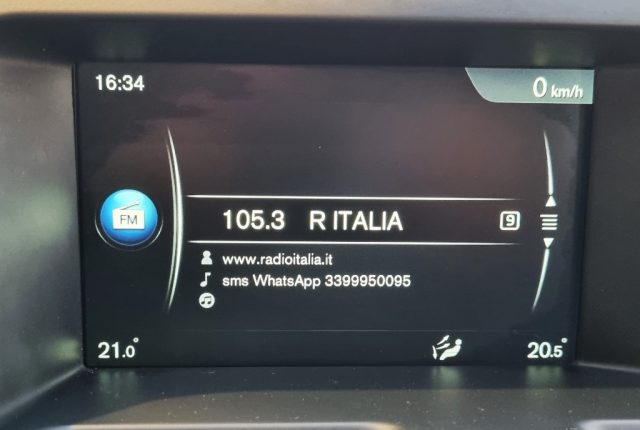 16:34
0 km/h
FM
105.3 R ITALIA 9
www.radioitalia.it
sms WhatsApp 3399950095
21.0° 20.5°